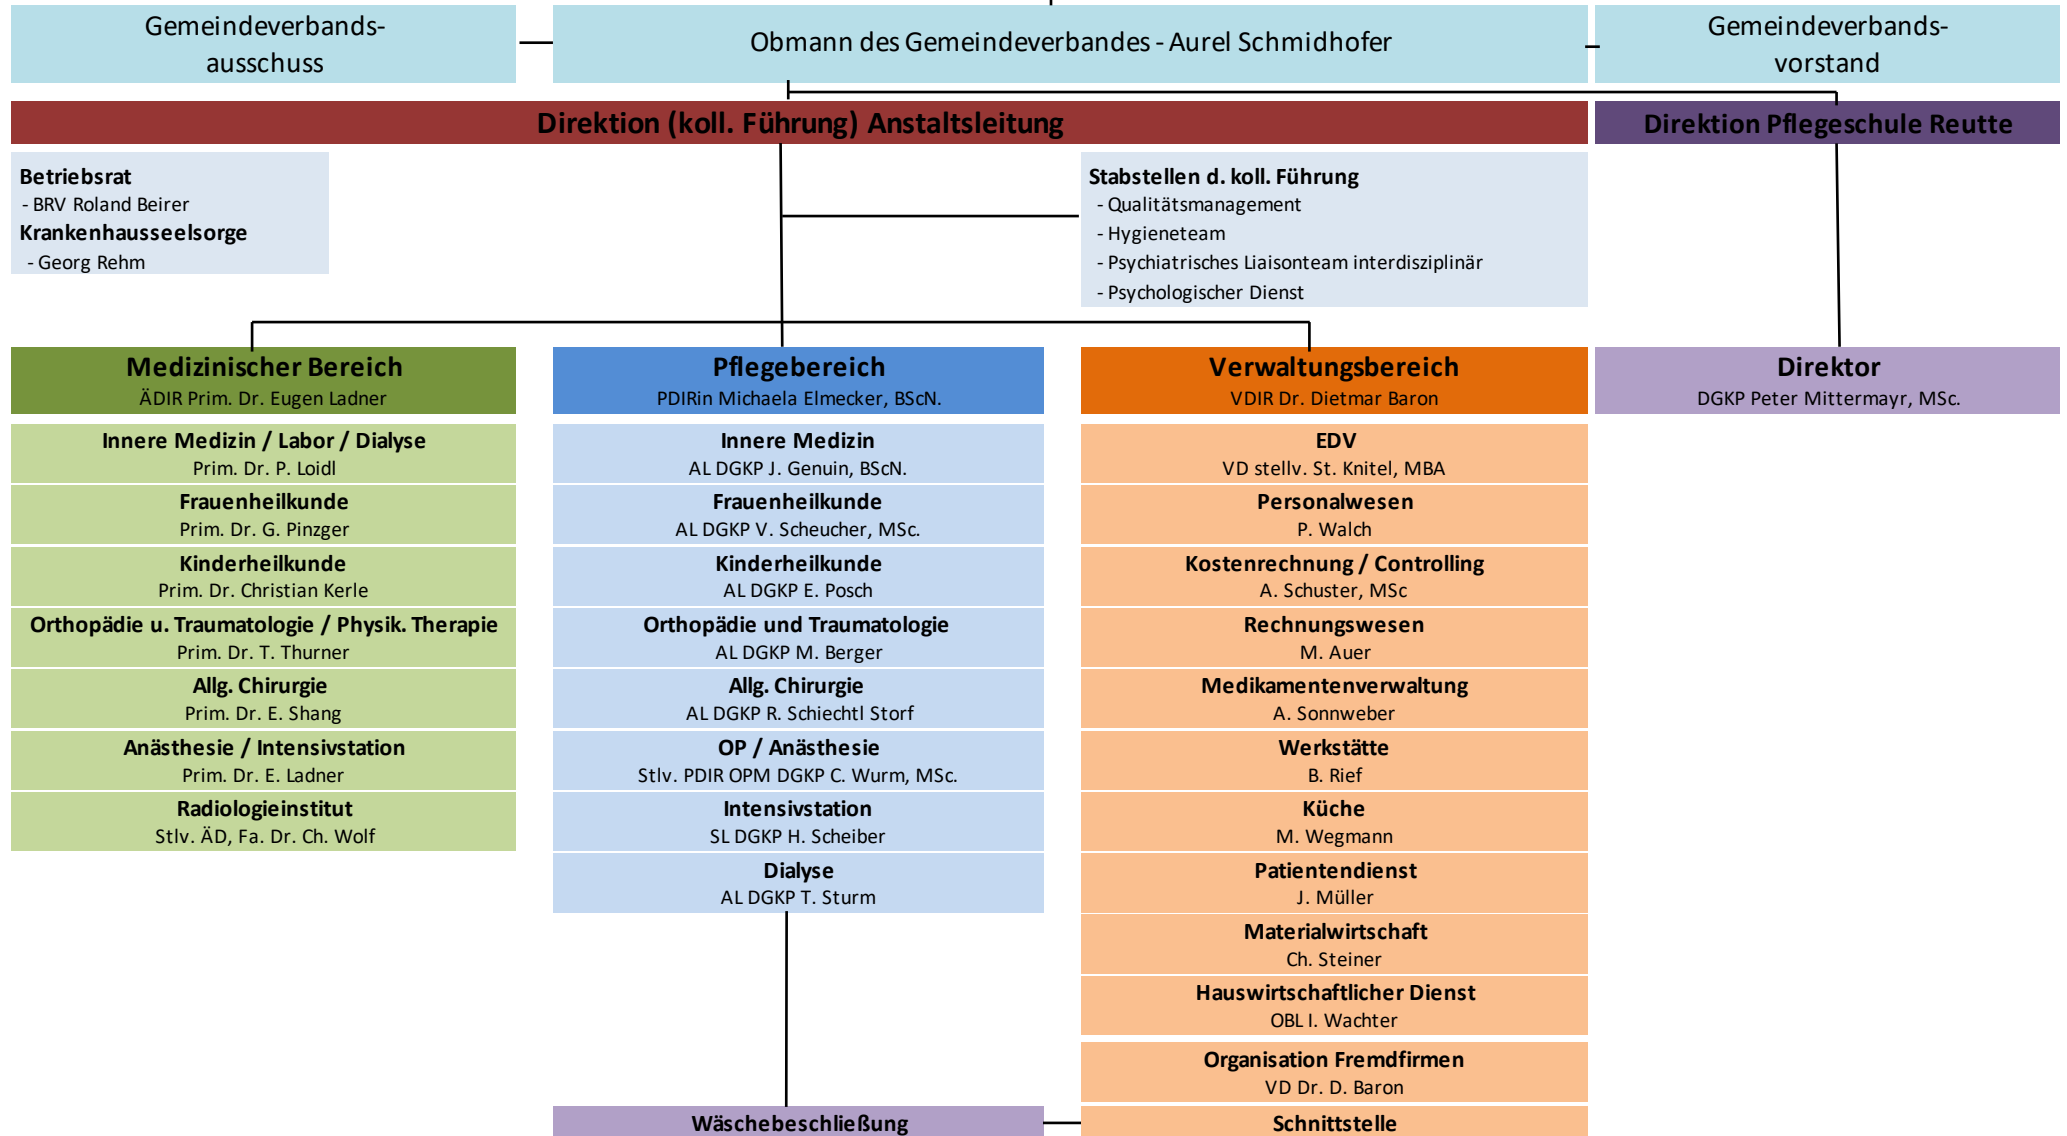 Gemeindeverbands-
ausschuss
Obmann des Gemeindeverbandes - Aurel Schmidhofer
Gemeindeverbands-
vorstand
Direktion (koll. Führung) Anstaltsleitung
Direktion Pflegeschule Reutte
Betriebsrat
- BRV Roland Beirer
Krankenhausseelsorge
- Georg Rehm
Stabstellen d. koll. Führung
- Qualitätsmanagement
- Hygieneteam
- Psychiatrisches Liaisonteam interdisziplinär
- Psychologischer Dienst
Medizinischer Bereich
ÄDIR Prim. Dr. Eugen Ladner
Innere Medizin / Labor / Dialyse
Prim. Dr. P. Loidl
Frauenheilkunde
Prim. Dr. G. Pinzger
Kinderheilkunde
Prim. Dr. Christian Kerle
Orthopädie u. Traumatologie / Physik. Therapie
Prim. Dr. T. Thurner
Allg. Chirurgie
Prim. Dr. E. Shang
Anästhesie / Intensivstation
Prim. Dr. E. Ladner
Radiologieinstitut
Stlv. ÄD, Fa. Dr. Ch. Wolf
Pflegebereich
PDIRin Michaela Elmecker, BScN.
Innere Medizin
AL DGKP J. Genuin, BScN.
Frauenheilkunde
AL DGKP V. Scheucher, MSc.
Kinderheilkunde
AL DGKP E. Posch
Orthopädie und Traumatologie
AL DGKP M. Berger
Allg. Chirurgie
AL DGKP R. Schiechtl Storf
OP / Anästhesie
Stlv. PDIR OPM DGKP C. Wurm, MSc.
Intensivstation
SL DGKP H. Scheiber
Dialyse
AL DGKP T. Sturm
Wäschebeschließung
Verwaltungsbereich
VDIR Dr. Dietmar Baron
EDV
VD stellv. St. Knitel, MBA
Personalwesen
P. Walch
Kostenrechnung / Controlling
A. Schuster, MSc
Rechnungswesen
M. Auer
Medikamentenverwaltung
A. Sonnweber
Werkstätte
B. Rief
Küche
M. Wegmann
Patientendienst
J. Müller
Materialwirtschaft
Ch. Steiner
Hauswirtschaftlicher Dienst
OBL I. Wachter
Organisation Fremdfirmen
VD Dr. D. Baron
Schnittstelle
Direktor
DGKP Peter Mittermayr, MSc.